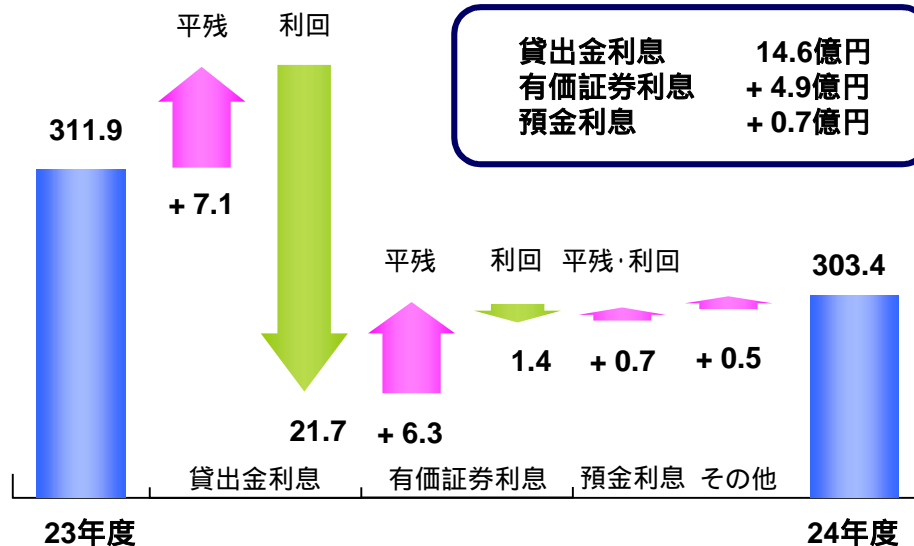 平残 利回
貸出金利息 14.6億円
有価証券利息 + 4.9億円
預金利息 + 0.7億円
311.9
+ 7.1
平残 利回 平残・利回
303.4
1.4 + 0.7 + 0.5
21.7 + 6.3
貸出金利息 有価証券利息 預金利息 その他
23年度 24年度